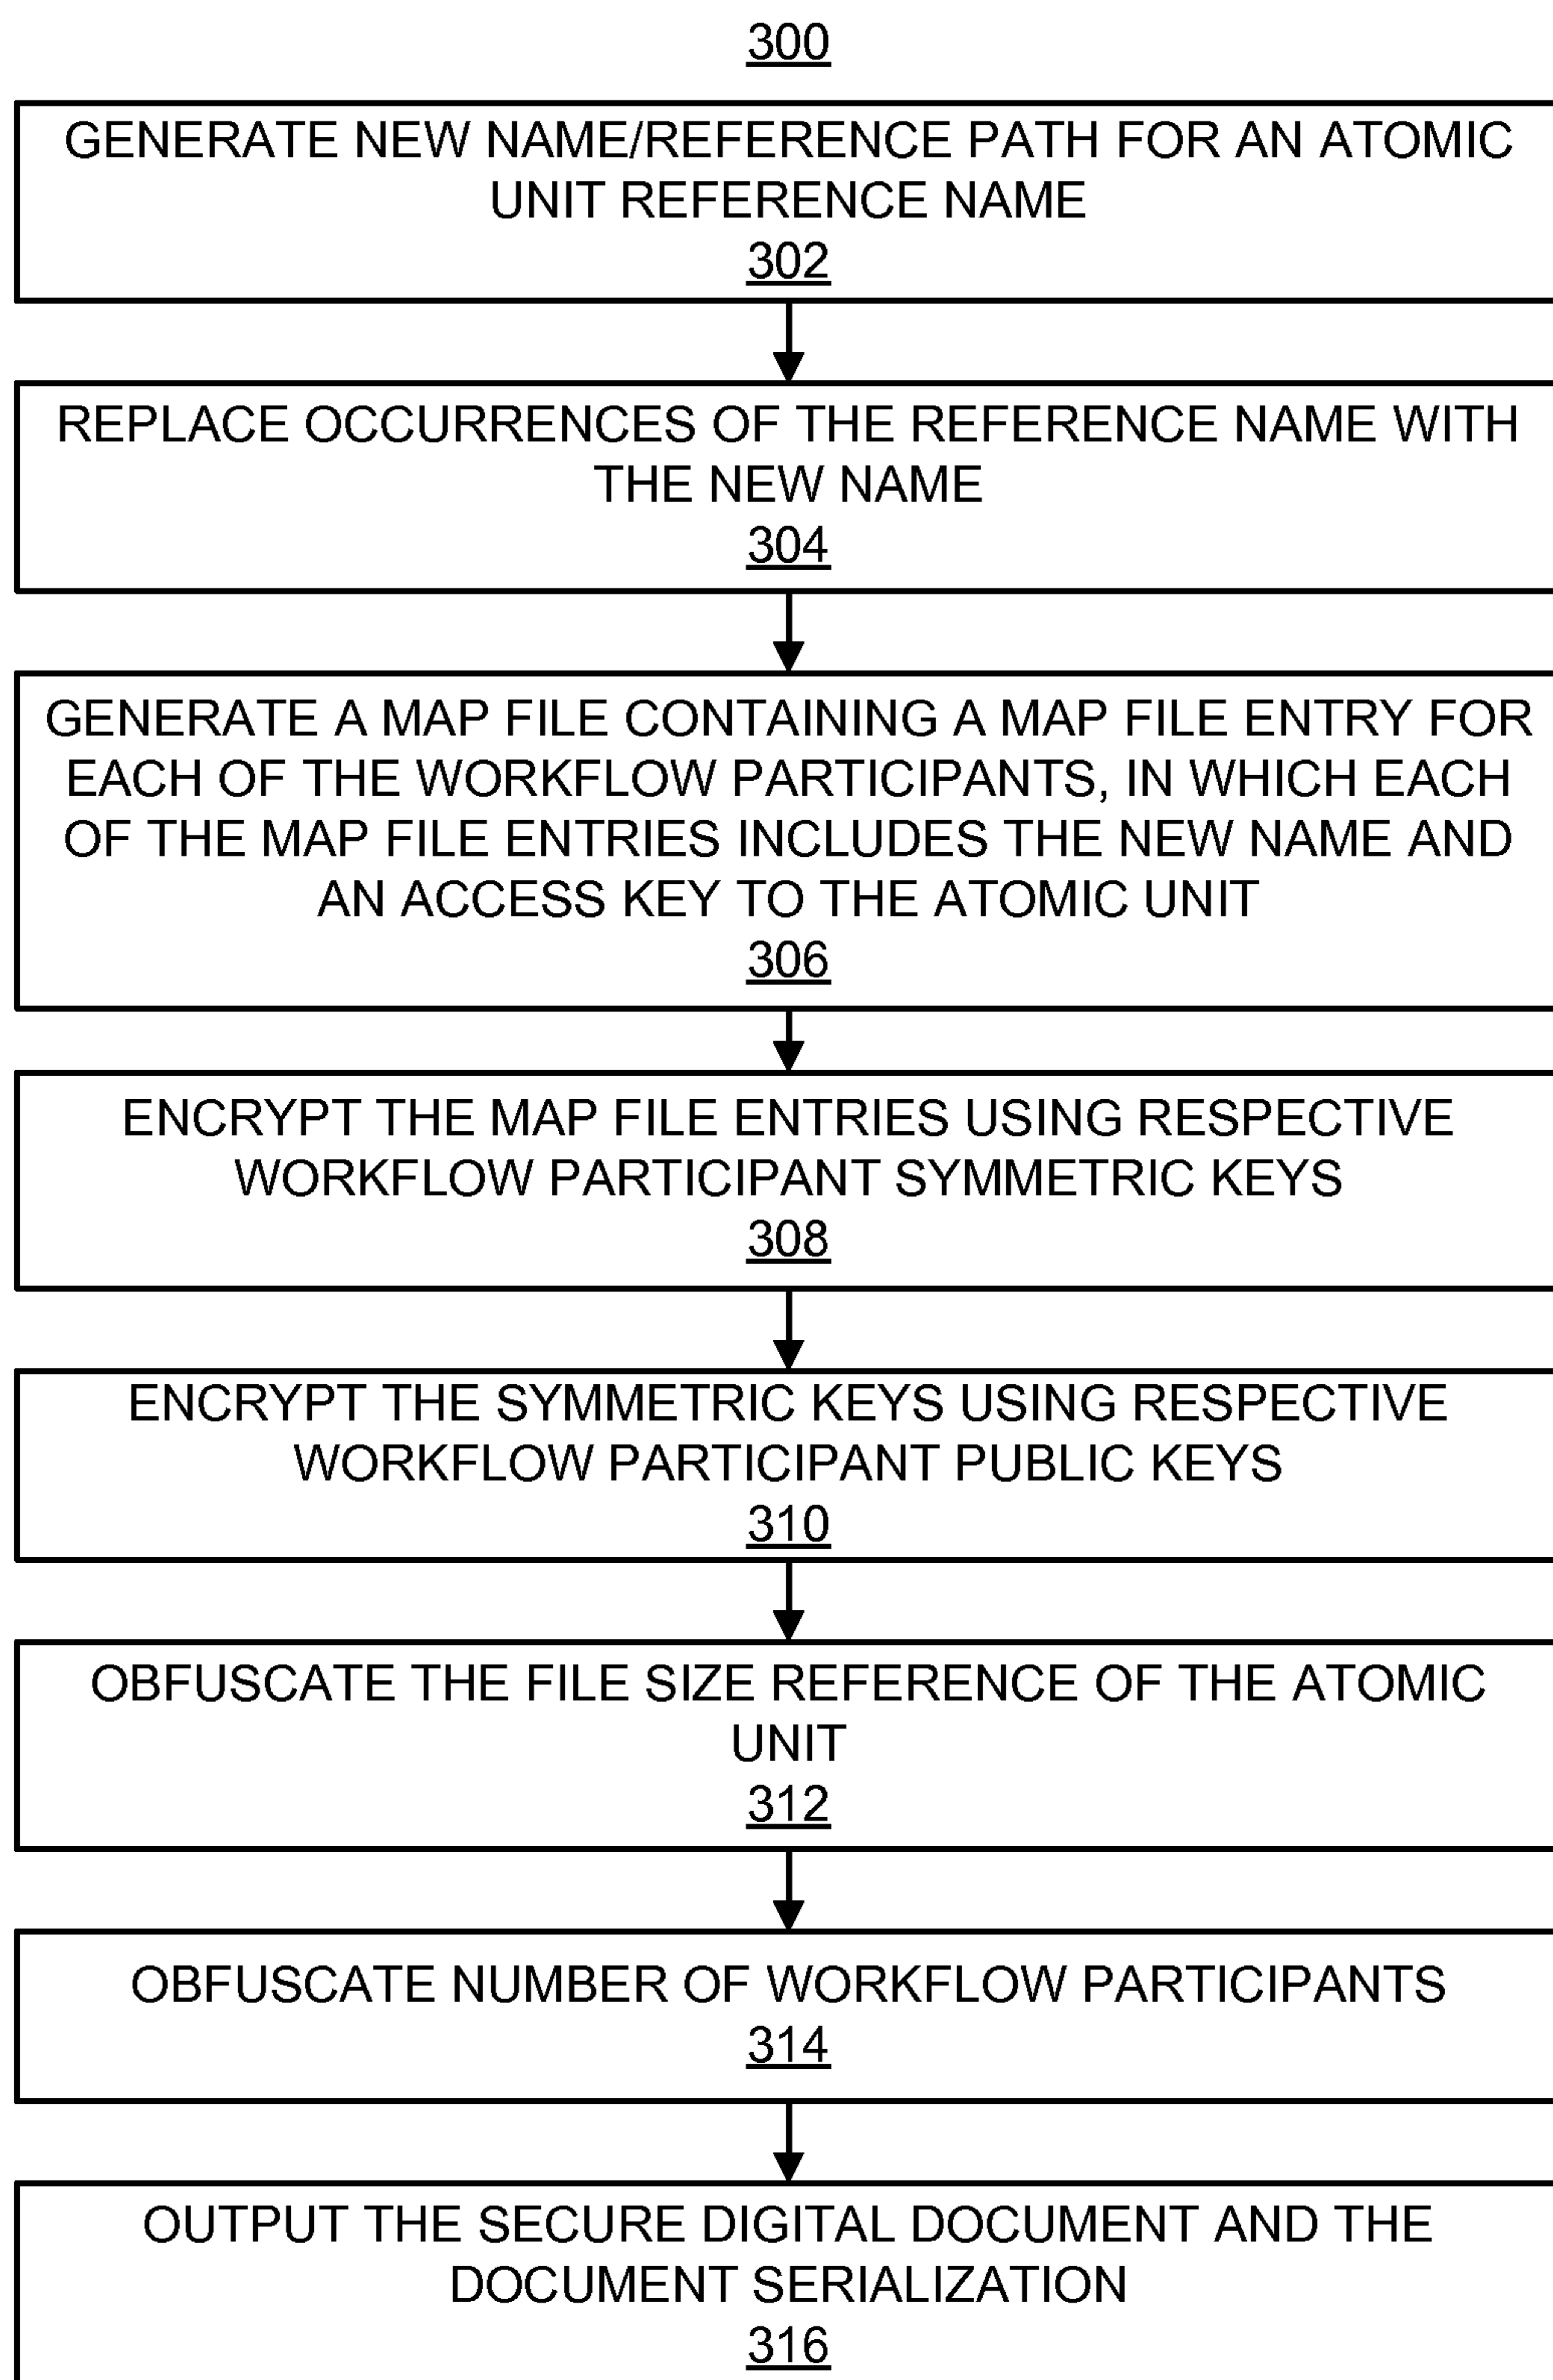 300
GENERATE NEW NAME/REFERENCE PATH FOR AN ATOMIC
UNIT REFERENCE NAME
302
REPLACE OCCURRENCES OF THE REFERENCE NAME WITH
THE NEW NAME
304
GENERATE A MAP FILE CONTAINING A MAP FILE ENTRY FOR
EACH OF THE WORKFLOW PARTICIPANTS, IN WHICH EACH
OF THE MAP FILE ENTRIES INCLUDES THE NEW NAME AND
AN ACCESS KEY TO THE ATOMIC UNIT
306
ENCRYPT THE MAP FILE ENTRIES USING RESPECTIVE
WORKFLOW PARTICIPANT SYMMETRIC KEYS
308
ENCRYPT THE SYMMETRIC KEYS USING RESPECTIVE
WORKFLOW PARTICIPANT PUBLIC KEYS
310
OBFUSCATE THE FILE SIZE REFERENCE OF THE ATOMIC
UNIT
312
OBFUSCATE NUMBER OF WORKFLOW PARTICIPANTS
314
OUTPUT THE SECURE DIGITAL DOCUMENT AND THE
DOCUMENT SERIALIZATION
316